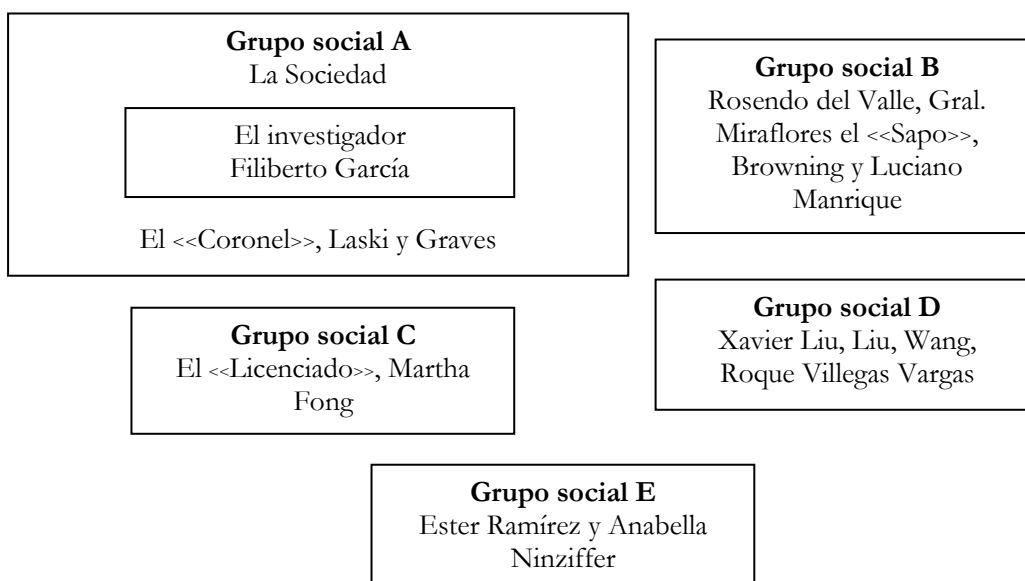 Grupo social A
La Sociedad
El investigador
Filiberto García
El <<Coronel>>, Laski y Graves
Grupo social B
Rosendo del Valle, Gral.
Miraflores el <<Sapo>>,
Browning y Luciano
Manrique
Grupo social C
El <<Licenciado>>, Martha
Fong
Grupo social D
Xavier Liu, Liu, Wang,
Roque Villegas Vargas
Grupo social E
Ester Ramírez y Anabella
Ninziffer